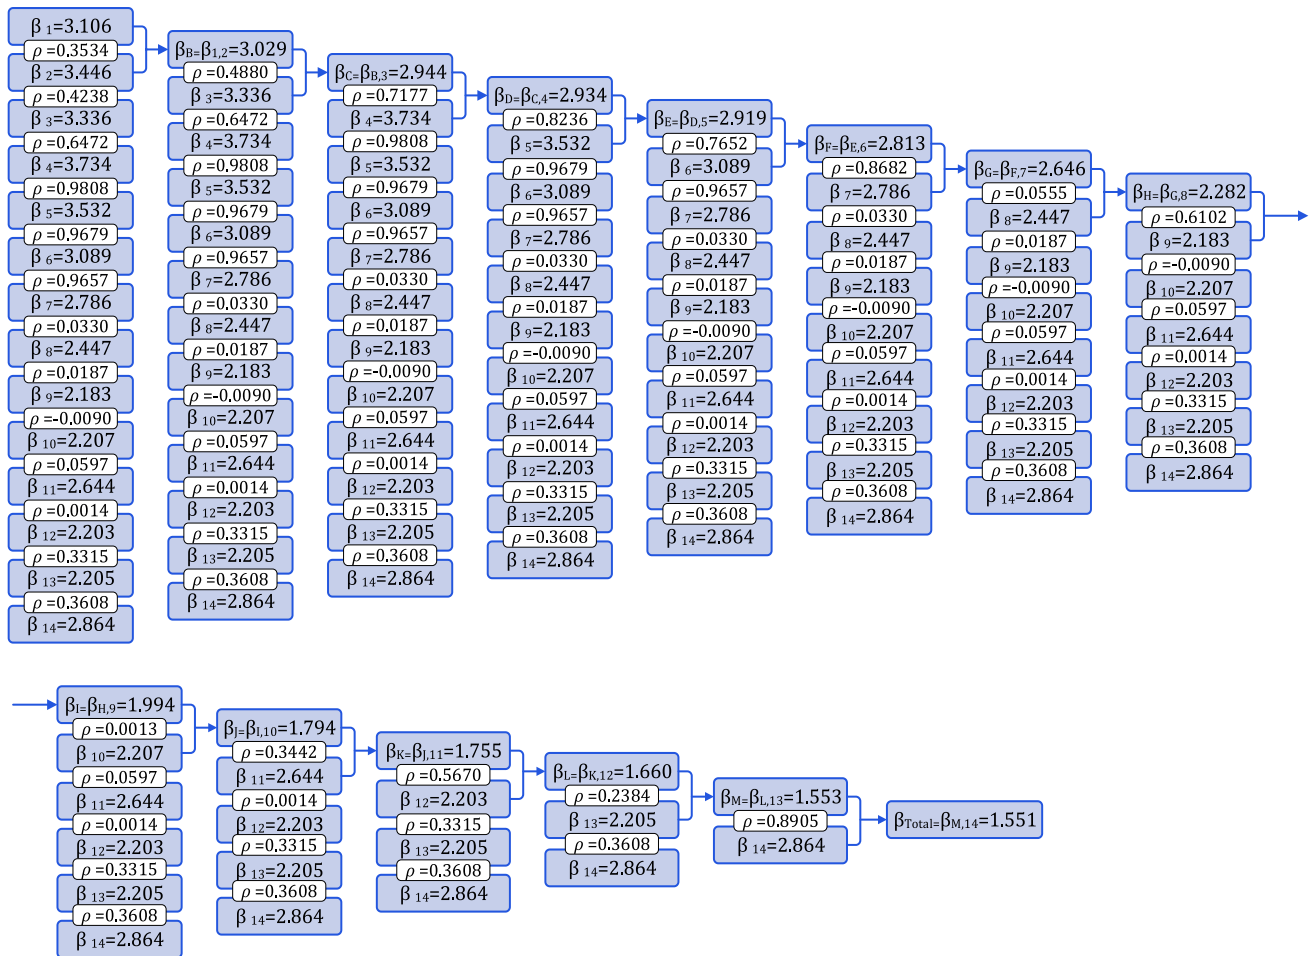 β 1=3.106
ρ =0.3534
β 2=3.446
ρ =0.4238
β 3=3.336
ρ =0.6472
β 4=3.734
ρ =0.9808
β 5=3.532
ρ =0.9679
β 6=3.089
ρ =0.9657
β 7=2.786
ρ =0.0330
β 8=2.447
ρ =0.0187
β 9=2.183
ρ =-0.0090
β 10=2.207
ρ =0.0597
β 11=2.644
ρ =0.0014
β 12=2.203
ρ =0.3315
β 13=2.205
ρ =0.3608
β 14=2.864
βB=β1,2=3.029
ρ =0.4880
β 3=3.336
ρ =0.6472
β 4=3.734
ρ =0.9808
β 5=3.532
ρ =0.9679
β 6=3.089
ρ =0.9657
β 7=2.786
ρ =0.0330
β 8=2.447
ρ =0.0187
β 9=2.183
ρ =-0.0090
β 10=2.207
ρ =0.0597
β 11=2.644
ρ =0.0014
β 12=2.203
ρ =0.3315
β 13=2.205
ρ =0.3608
β 14=2.864
βC=βB,3=2.944
ρ =0.7177
β 4=3.734
ρ =0.9808
β 5=3.532
ρ =0.9679
β 6=3.089
ρ =0.9657
β 7=2.786
ρ =0.0330
β 8=2.447
ρ =0.0187
β 9=2.183
ρ =-0.0090
β 10=2.207
ρ =0.0597
β 11=2.644
ρ =0.0014
β 12=2.203
ρ =0.3315
β 13=2.205
ρ =0.3608
β 14=2.864
βD=βC,4=2.934
ρ =0.8236
β 5=3.532
ρ =0.9679
β 6=3.089
ρ =0.9657
β 7=2.786
ρ =0.0330
β 8=2.447
ρ =0.0187
β 9=2.183
ρ =-0.0090
β 10=2.207
ρ =0.0597
β 11=2.644
ρ =0.0014
β 12=2.203
ρ =0.3315
β 13=2.205
ρ =0.3608
β 14=2.864
βE=βD,5=2.919
ρ =0.7652
β 6=3.089
ρ =0.9657
β 7=2.786
ρ =0.0330
β 8=2.447
ρ =0.0187
β 9=2.183
ρ =-0.0090
β 10=2.207
ρ =0.0597
β 11=2.644
ρ =0.0014
β 12=2.203
ρ =0.3315
β 13=2.205
ρ =0.3608
β 14=2.864
βF=βE,6=2.813
ρ =0.8682
β 7=2.786
ρ =0.0330
β 8=2.447
ρ =0.0187
β 9=2.183
ρ =-0.0090
β 10=2.207
ρ =0.0597
β 11=2.644
ρ =0.0014
β 12=2.203
ρ =0.3315
β 13=2.205
ρ =0.3608
β 14=2.864
βG=βF,7=2.646
ρ =0.0555
β 8=2.447
ρ =0.0187
β 9=2.183
ρ =-0.0090
β 10=2.207
ρ =0.0597
β 11=2.644
ρ =0.0014
β 12=2.203
ρ =0.3315
β 13=2.205
ρ =0.3608
β 14=2.864
βH=βG,8=2.282
ρ =0.6102
β 9=2.183
ρ =-0.0090
β 10=2.207
ρ =0.0597
β 11=2.644
ρ =0.0014
β 12=2.203
ρ =0.3315
β 13=2.205
ρ =0.3608
β 14=2.864
βI=βH,9=1.994
ρ =0.0013
β 10=2.207
ρ =0.0597
β 11=2.644
ρ =0.0014
β 12=2.203
ρ =0.3315
β 13=2.205
ρ =0.3608
β 14=2.864
βJ=βI,10=1.794
ρ =0.3442
β 11=2.644
ρ =0.0014
β 12=2.203
ρ =0.3315
β 13=2.205
ρ =0.3608
β 14=2.864
βK=βJ,11=1.755
ρ =0.5670
β 12=2.203
ρ =0.3315
β 13=2.205
ρ =0.3608
β 14=2.864
βL=βK,12=1.660
ρ =0.2384
β 13=2.205
ρ =0.3608
β 14=2.864
βM=βL,13=1.553
ρ =0.8905
β 14=2.864
βTotal=βM,14=1.551